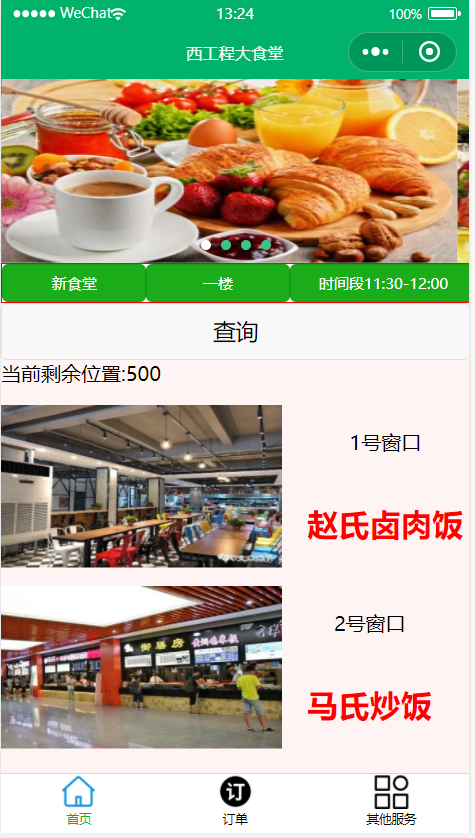 WeChat 13:24 100%
西工程大食堂
新食堂 一楼 时间段11:30-12:00
查询
当前剩余位置:500
1号窗口
赵氏卤肉饭
2号窗口
马氏炒饭
订
首页 订单 其他服务